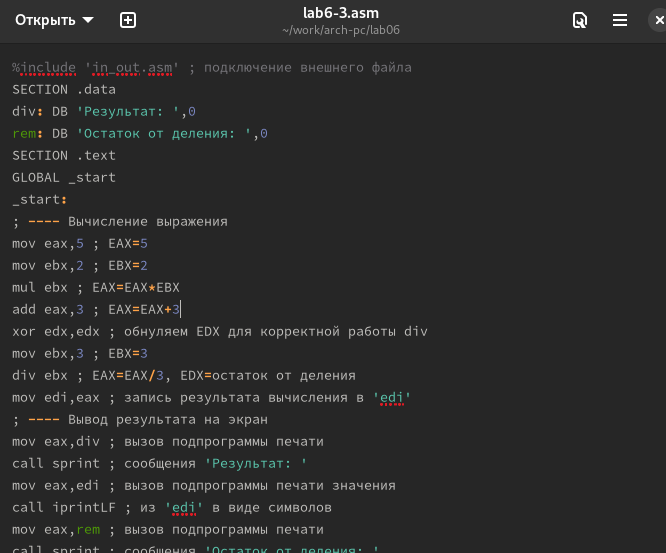 Открыть
lab6-3.asm
~/work/arch-pc/lab06
%include 'in_out.asm' ; подключение внешнего файла
SECTION .data
div: DB 'Результат: ',0
rem: DB 'Остаток от деления: ',0
SECTION .text
GLOBAL _start
_start:
; ---- Вычисление выражения
mov eax,5 ; EAX=5
mov ebx,2 ; EBX=2
mul ebx ; EAX=EAX*EBX
add eax,3 ; EAX=EAX+3
xor edx,edx ; обнуляем EDX для корректной работы div
mov ebx,3 ; EBX=3
div ebx ; EAX=EAX/3, EDX=остаток от деления
mov edi,eax ; запись результата вычисления в 'edi'
; ---- Вывод результата на экран
mov eax,div ; вызов подпрограммы печати
call sprint ; сообщения 'Результат: '
mov eax,edi ; вызов подпрограммы печати значения
call iprintLF ; из 'edi' в виде символов
mov eax,rem ; вызов подпрограммы печати
call sprint ; сообщения 'Остаток от деления: '